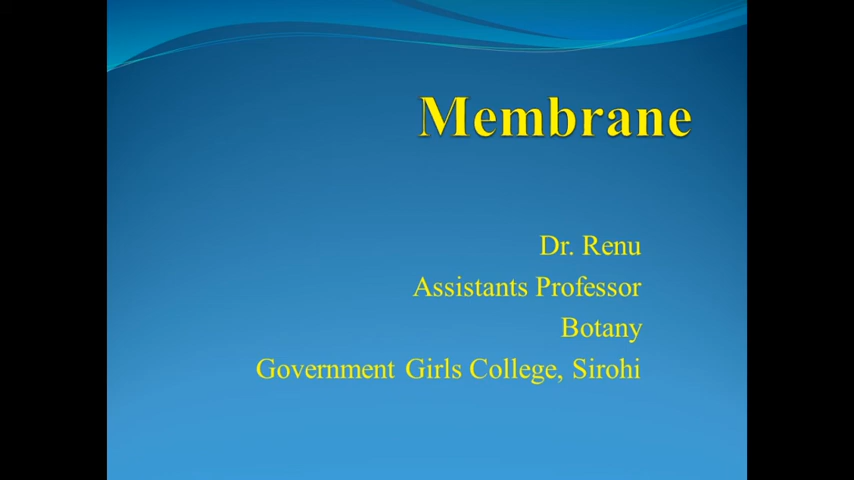 Membrane
Dr. Renu
Assistants Professor
Botany
Government Girls College, Sirohi